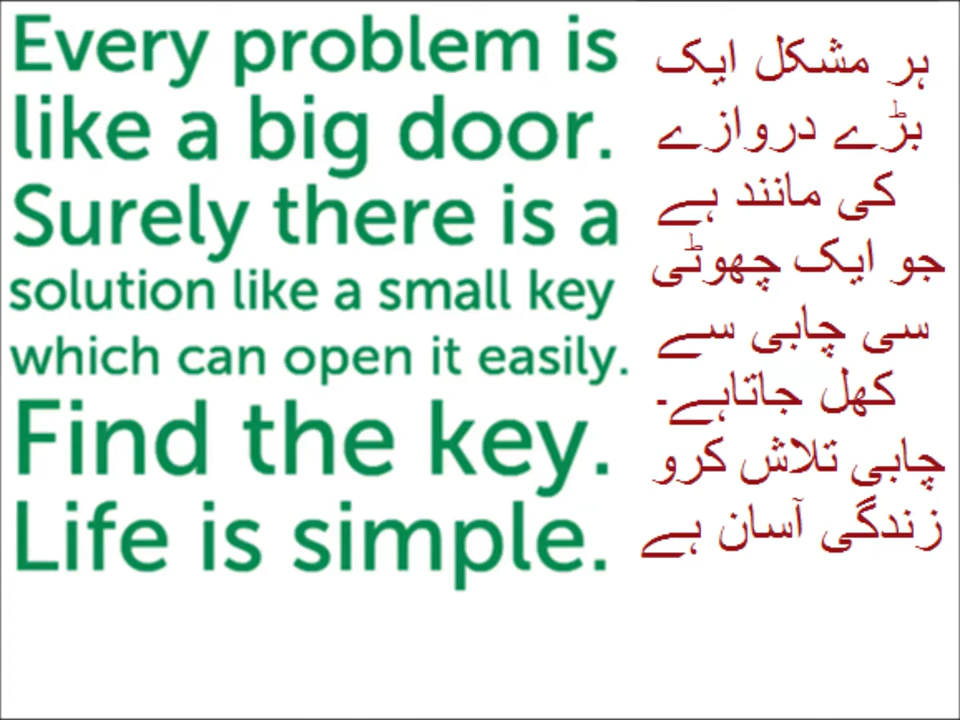 Every problem is
like a big door.
Surely there is a
solution like a small key
which can open it easily.
Find the key.
Life is simple.
ہر مشکل ایک
بڑے دروازے
کی مانند ہے
جو ایک چھوٹی
سی چابی سے
کھل جاتاہے۔
چابی تلاش کرو
زندگی آسان ہے